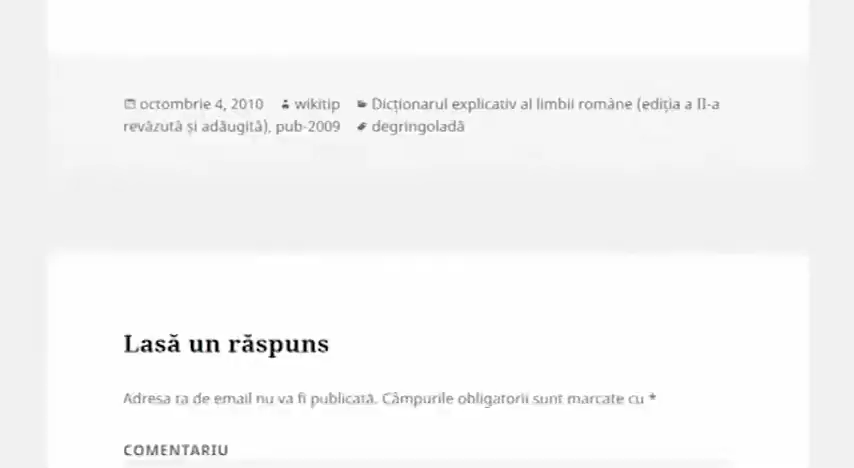 octombrie 4, 2010 wikitip Dicționarul explicativ al limbii române (ediția a II-a
revăzută și adăugită), pub-2009 degringoladă
Lasă un răspuns
Adresa ta de email nu va fi publicată. Câmpurile obligatorii sunt marcate cu *
COMENTARIU